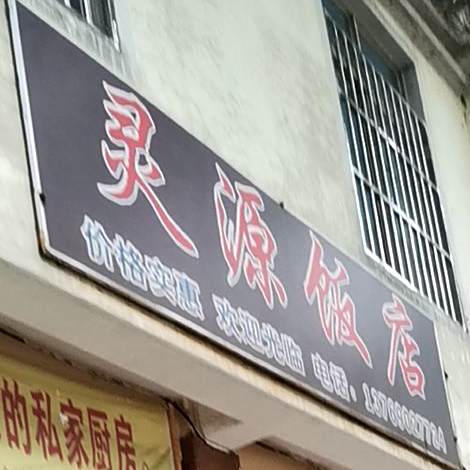 灵源饭店
价格实惠 欢迎光临 电话:
的私家厨房。